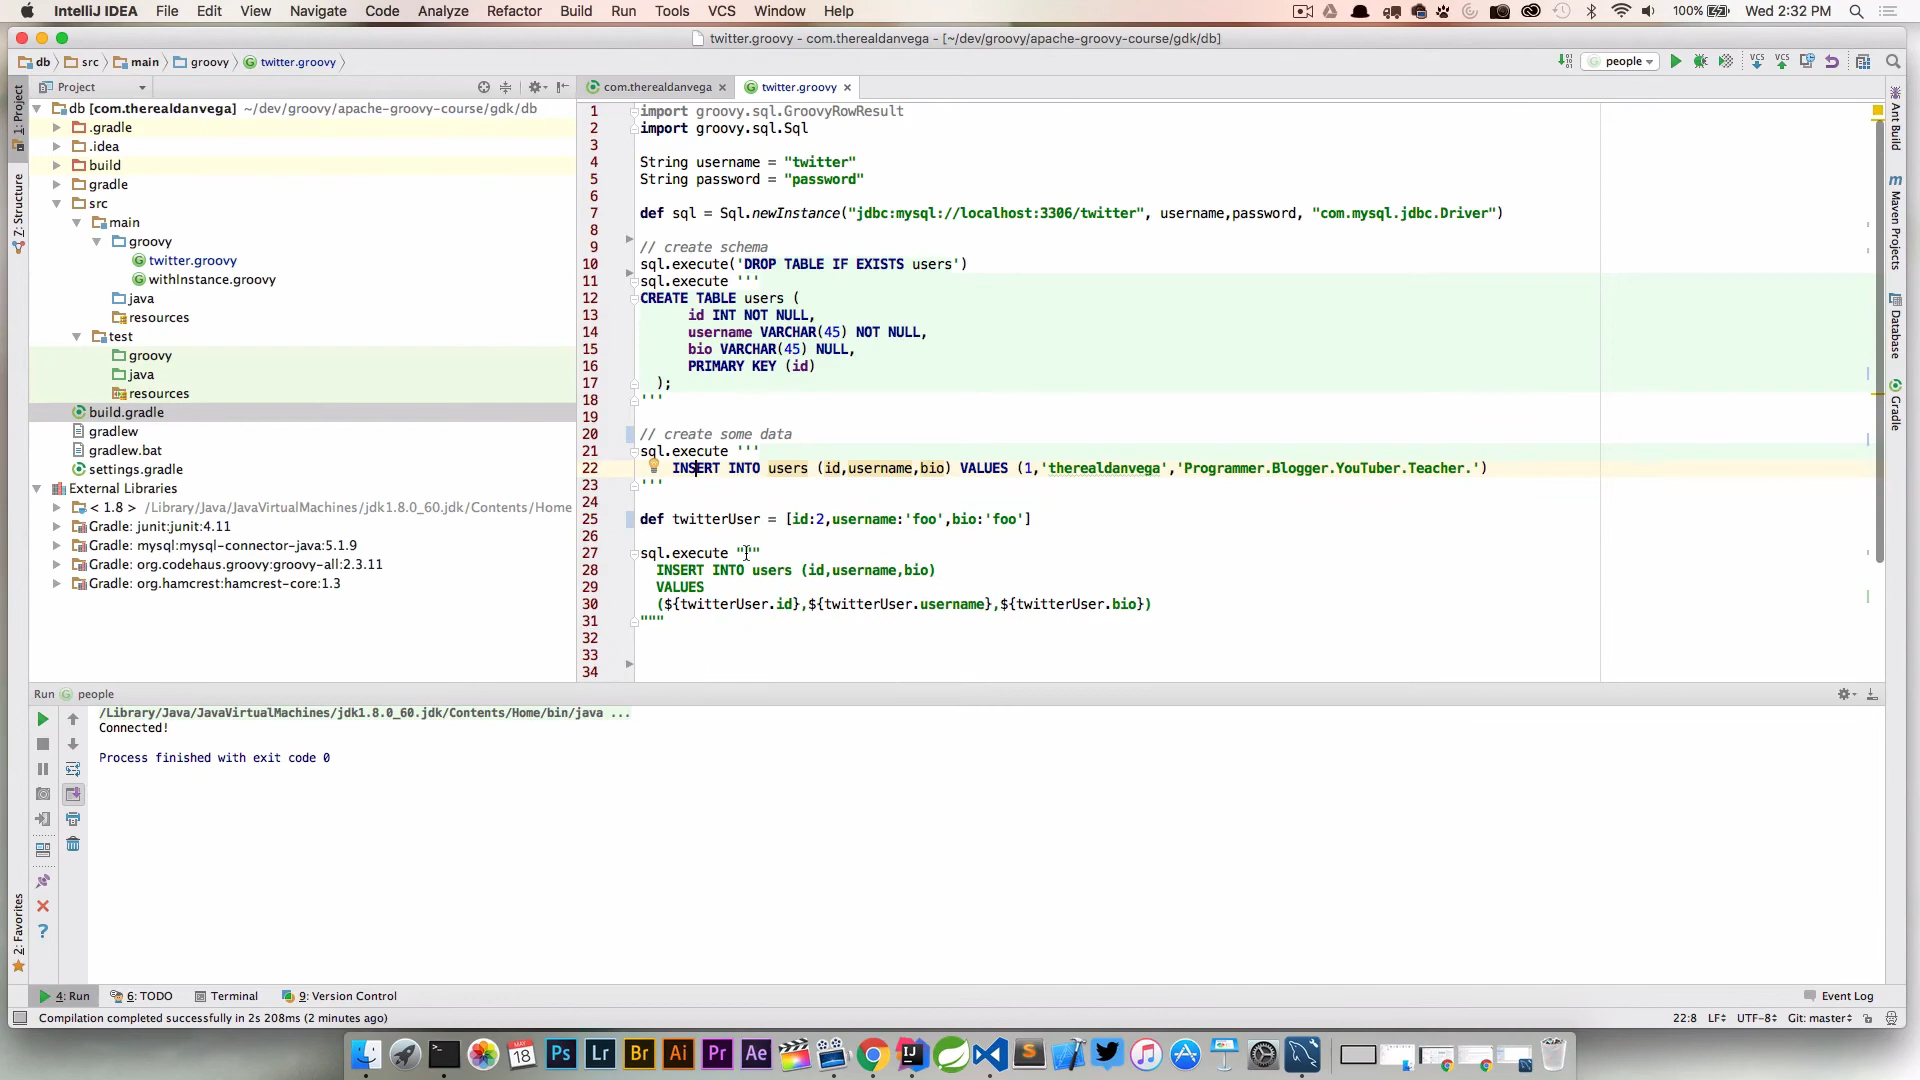 IntelliJ IDEA File Edit View Navigate Code Analyze Refactor Build Run Tools VCS Window Help 100% Wed 2:32 PM
twitter.groovy - com.therealdanvega - [~/dev/groovy/apache-groovy-course/gdk/db]
db src main groovy twitter.groovy people VCS VCS
Project com.therealdanvega twitter.groovy
db [com.therealdanvega] ~/dev/groovy/apache-groovy-course/gdk/db
.gradle
.idea
build
gradle
src
main
groovy
twitter.groovy
withInstance.groovy
java
resources
test
groovy
java
resources
build.gradle
gradlew
gradlew.bat
settings.gradle
External Libraries
< 1.8 > /Library/Java/JavaVirtualMachines/jdk1.8.0_60.jdk/Contents/Home
Gradle: junit:junit:4.11
Gradle: mysql:mysql-connector-java:5.1.9
Gradle: org.codehaus.groovy:groovy-all:2.3.11
Gradle: org.hamcrest:hamcrest-core:1.3
1: Project
7: Structure
2: Favorites
1 import groovy.sql.GroovyRowResult
2 import groovy.sql.Sql
3
4 String username = "twitter"
5 String password = "password"
6
7 def sql = Sql.newInstance("jdbc:mysql://localhost:3306/twitter", username,password, "com.mysql.jdbc.Driver")
8
9 // create schema
10 sql.execute('DROP TABLE IF EXISTS users')
11 sql.execute '''
12 CREATE TABLE users (
13 id INT NOT NULL,
14 username VARCHAR(45) NOT NULL,
15 bio VARCHAR(45) NULL,
16 PRIMARY KEY (id)
17 );
18 '''
19
20 // create some data
21 sql.execute '''
22 INSERT INTO users (id,username,bio) VALUES (1,'therealdanvega','Programmer.Blogger.YouTuber.Teacher.')
23 '''
24
25 def twitterUser = [id:2,username:'foo',bio:'foo']
26
27 sql.execute """
28 INSERT INTO users (id,username,bio)
29 VALUES
30 (${twitterUser.id},${twitterUser.username},${twitterUser.bio})
31 """
32
33
34
Ant Build
Maven Projects
Database
Gradle
Run people
/Library/Java/JavaVirtualMachines/jdk1.8.0_60.jdk/Contents/Home/bin/java ...
Connected!
Process finished with exit code 0
4: Run 6: TODO Terminal 9: Version Control Event Log
Compilation completed successfully in 2s 208ms (2 minutes ago) 22:8 LF UTF-8 Git: master
MAY 18 Ps Lr Br Ai Pr Ae IJ S